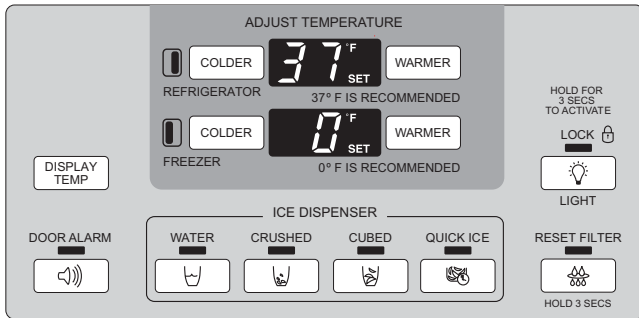 ADJUST TEMPERATURE
COLDER
37 °F
SET
WARMER
REFRIGERATOR
37° F IS RECOMMENDED
COLDER
0 °F
SET
WARMER
FREEZER
0° F IS RECOMMENDED
HOLD FOR
3 SECS
TO ACTIVATE
LOCK
LIGHT
DISPLAY
TEMP
ICE DISPENSER
DOOR ALARM
WATER
CRUSHED
CUBED
QUICK ICE
RESET FILTER
HOLD 3 SECS